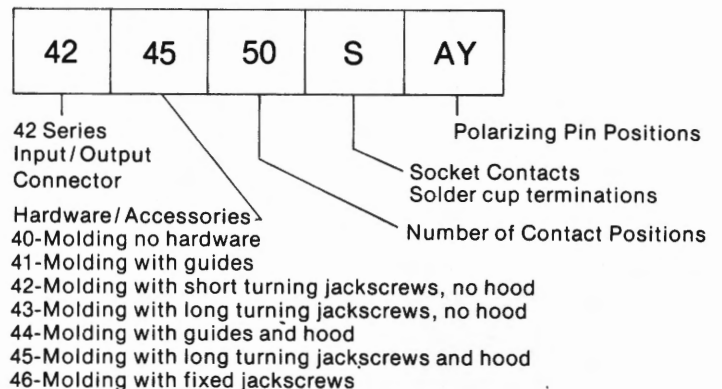 42 45 50 S AY
42 Series
Input/Output
Connector
Polarizing Pin Positions
Socket Contacts
Solder cup terminations
Number of Contact Positions
Hardware/Accessories
40-Molding no hardware
41-Molding with guides
42-Molding with short turning jackscrews, no hood
43-Molding with long turning jackscrews, no hood
44-Molding with guides and hood
45-Molding with long turning jackscrews and hood
46-Molding with fixed jackscrews